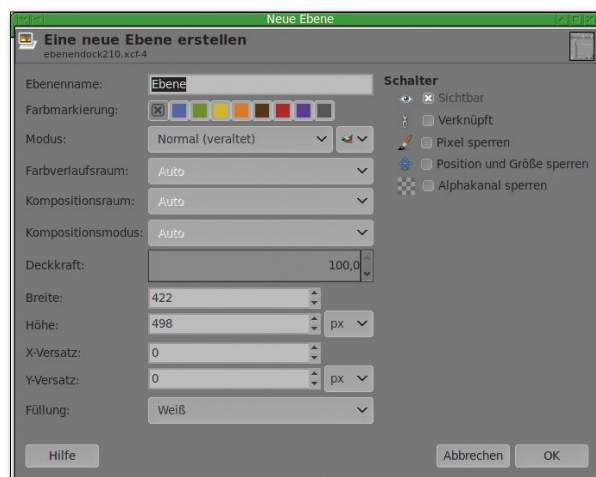 Neue Ebene
Eine neue Ebene erstellen
ebenendock210.xcf-4
Ebenenname: Ebene
Farbmarkierung:
Modus: Normal (veraltet)
Farbverlaufsraum: Auto
Kompositionsraum: Auto
Kompositionsmodus: Auto
Deckkraft: 100,0
Breite: 422
Höhe: 498 px
X-Versatz: 0
Y-Versatz: 0 px
Füllung: Weiß
Schalter
Sichtbar
Verknüpft
Pixel sperren
Position und Größe sperren
Alphakanal sperren
Hilfe Abbrechen OK